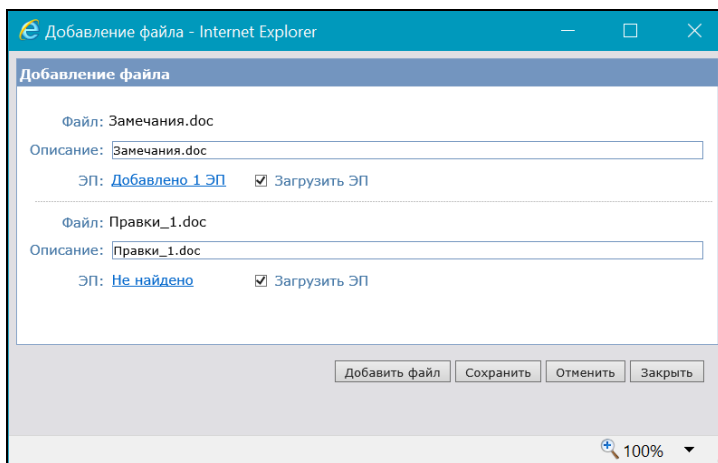 Добавление файла - Internet Explorer
Добавление файла
Файл: Замечания.doc
Описание: Замечания.doc
ЭП: Добавлено 1 ЭП Загрузить ЭП
Файл: Правки_1.doc
Описание: Правки_1.doc
ЭП: Не найдено Загрузить ЭП
Добавить файл Сохранить Отменить Закрыть
100%